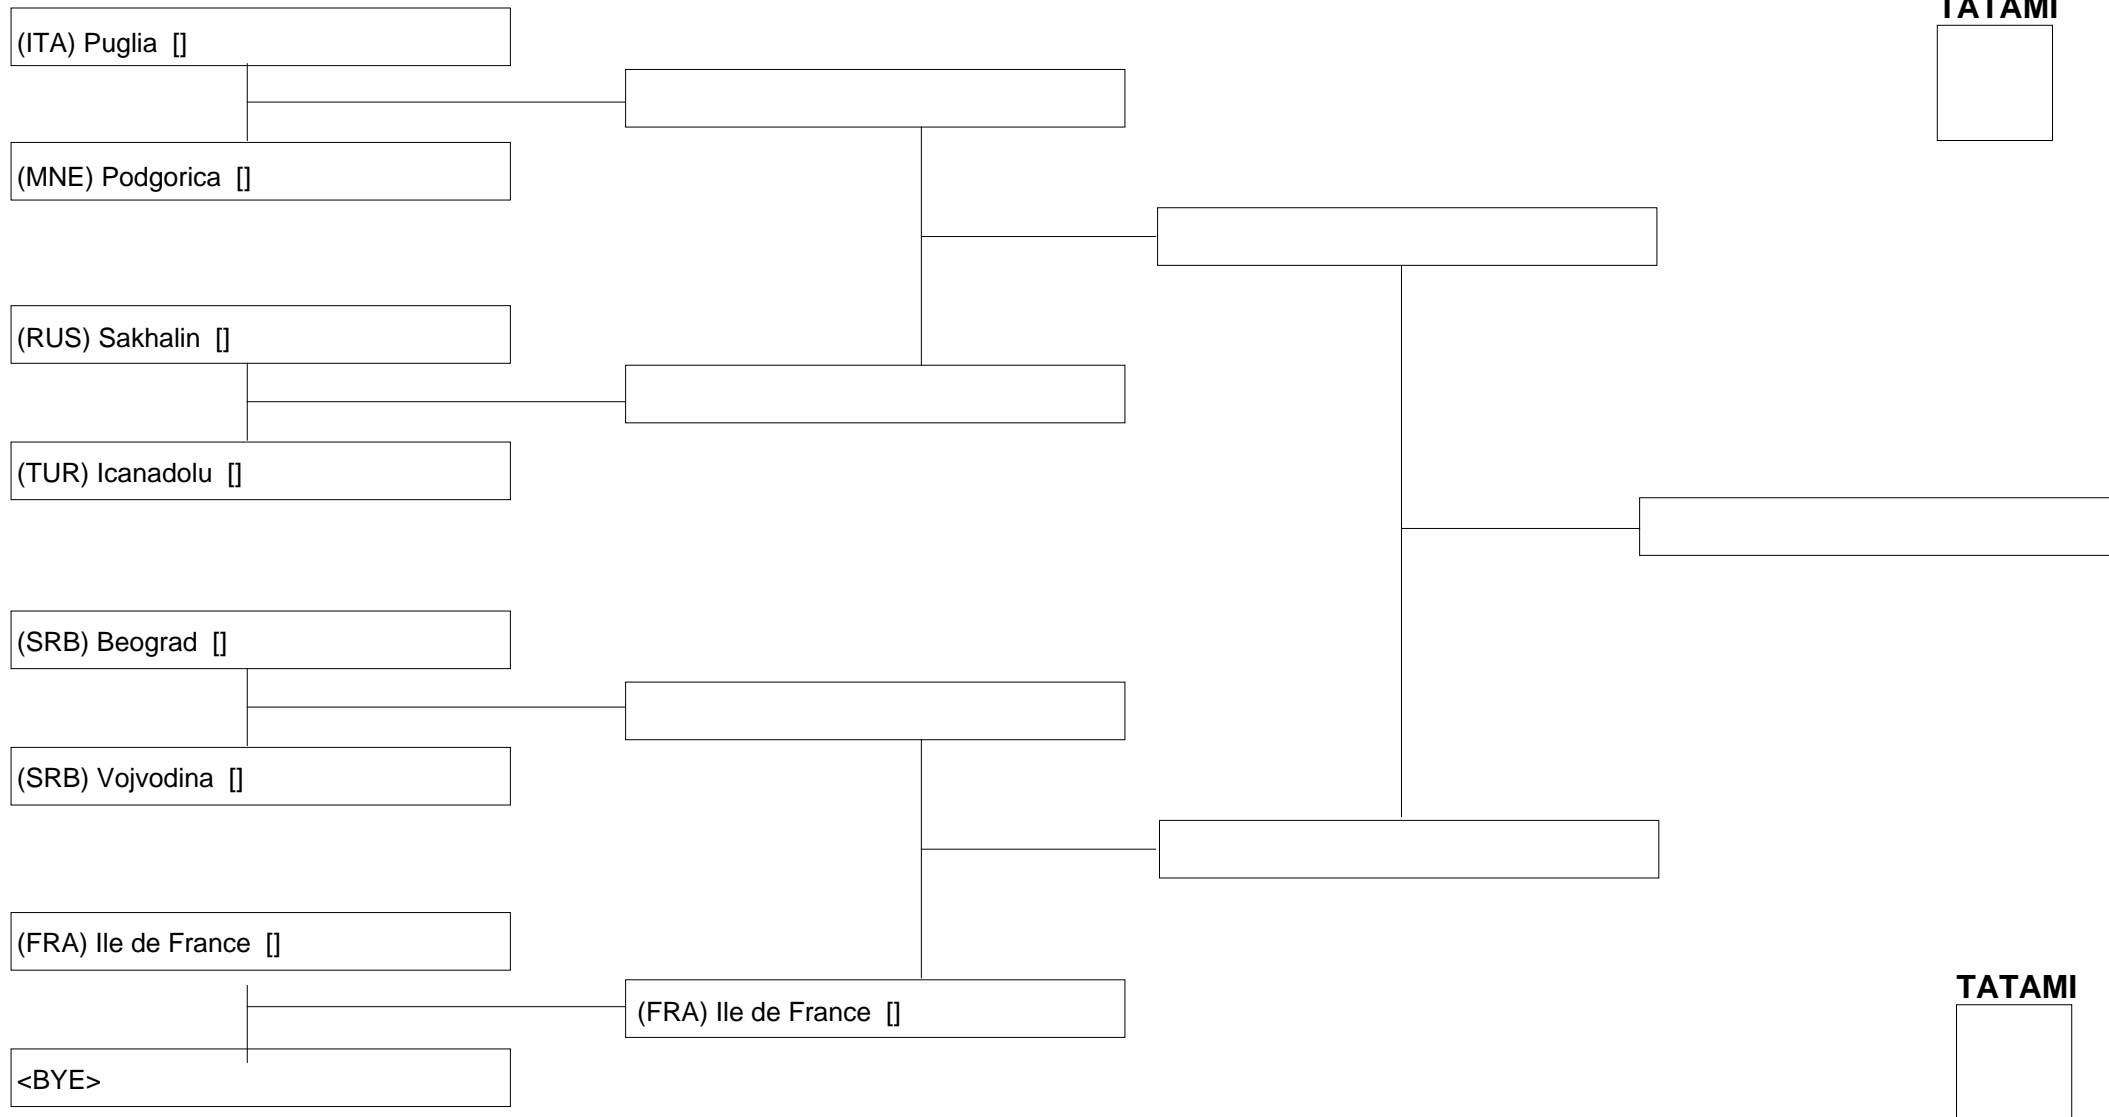 TATAMI
(ITA) Puglia []
(MNE) Podgorica []
(RUS) Sakhalin []
(TUR) Icanadolu []
(SRB) Beograd []
(SRB) Vojvodina []
(FRA) Ile de France []
(FRA) Ile de France []
<BYE>
TATAMI